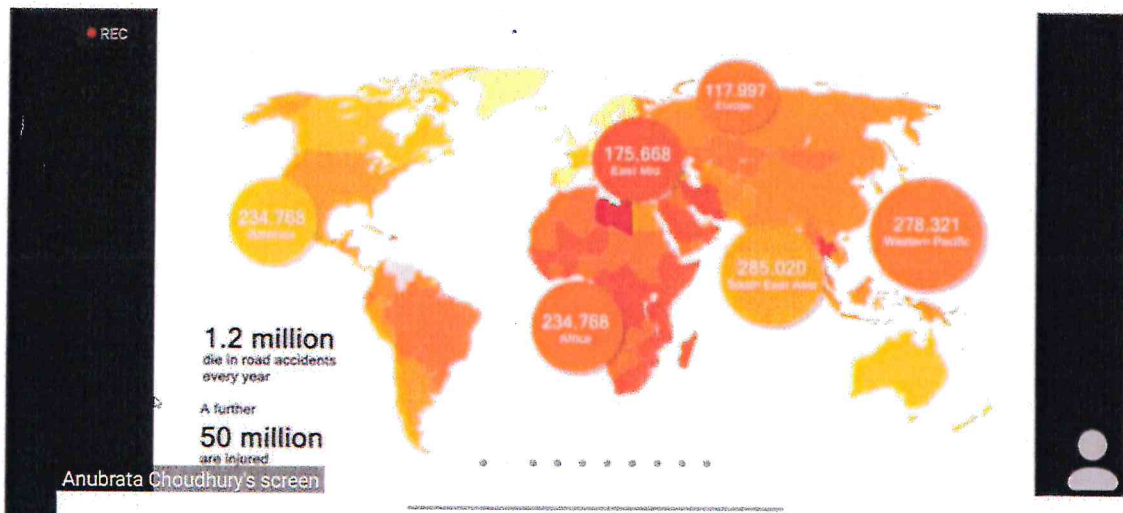 REC
117.997
Europe
175.668
East Med
234.768
America
278.321
Western Pacific
285.020
South East Asia
234.768
Africa
1.2 million
die in road accidents
every year
A further
50 million
are injured
Anubrata Choudhury's screen